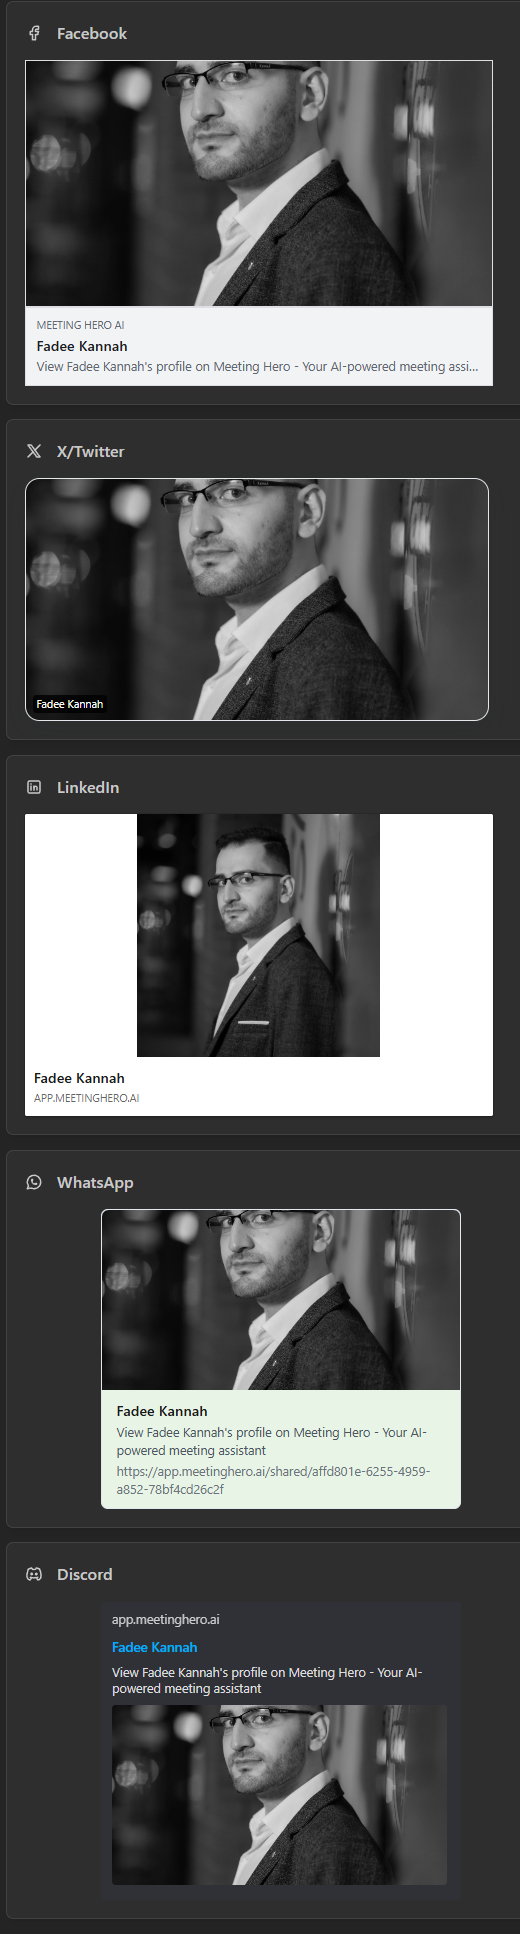 Facebook
MEETING HERO AI
Fadee Kannah
View Fadee Kannah's profile on Meeting Hero - Your AI-powered meeting assi...
X/Twitter
Fadee Kannah
LinkedIn
Fadee Kannah
APP.MEETINGHERO.AI
WhatsApp
Fadee Kannah
View Fadee Kannah's profile on Meeting Hero - Your AI-
powered meeting assistant
https://app.meetinghero.ai/shared/affd801e-6255-4959-
a852-78bf4cd26c2f
Discord
app.meetinghero.ai
Fadee Kannah
View Fadee Kannah's profile on Meeting Hero - Your AI-
powered meeting assistant